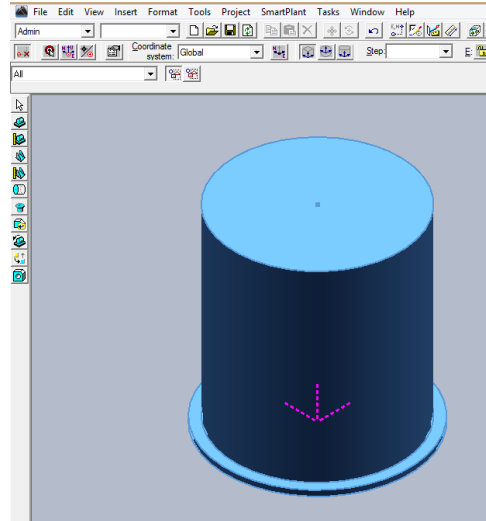 File Edit View Insert Format Tools Project SmartPlant Tasks Window Help
Admin
Coordinate system: Global Step: E:
All